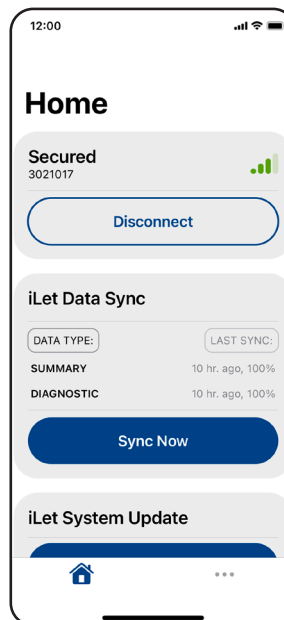 12:00
Home
Secured
3021017
Disconnect
iLet Data Sync
DATA TYPE: LAST SYNC:
SUMMARY 10 hr. ago, 100%
DIAGNOSTIC 10 hr. ago, 100%
Sync Now
iLet System Update